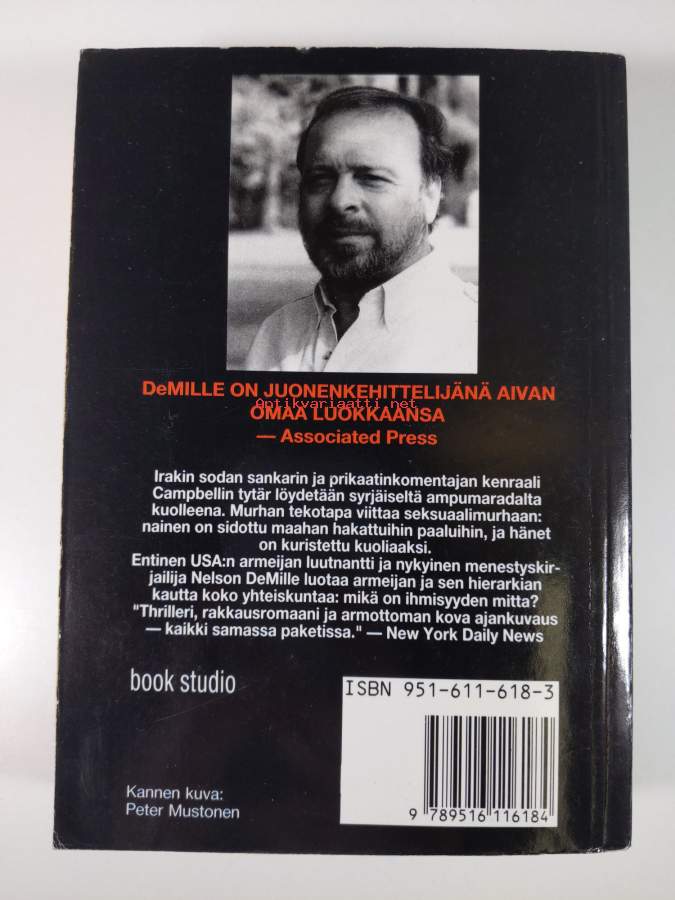 DeMILLE ON JUONENKEHITTELIJÄNÄ AIVAN
Antikvariaatti.net
OMAA LUOKKAANSA
— Associated Press
Irakin sodan sankarin ja prikaatinkomentajan kenraali
Campbellin tytär löydetään syrjäiseltä ampumaradalta
kuolleena. Murhan tekotapa viittaa seksuaalimurhaan:
nainen on sidottu maahan hakattuihin paaluihin, ja hänet
on kuristettu kuoliaaksi.
Entinen USA:n armeijan luutnantti ja nykyinen menestyskir-
jailija Nelson DeMille luotaa armeijan ja sen hierarkian
kautta koko yhteiskuntaa: mikä on ihmisyyden mitta?
"Thrilleri, rakkausromaani ja armottoman kova ajankuvaus
— kaikki samassa paketissa." — New York Daily News
book studio
ISBN 951-611-618-3
9 789516 116184
Kannen kuva:
Peter Mustonen